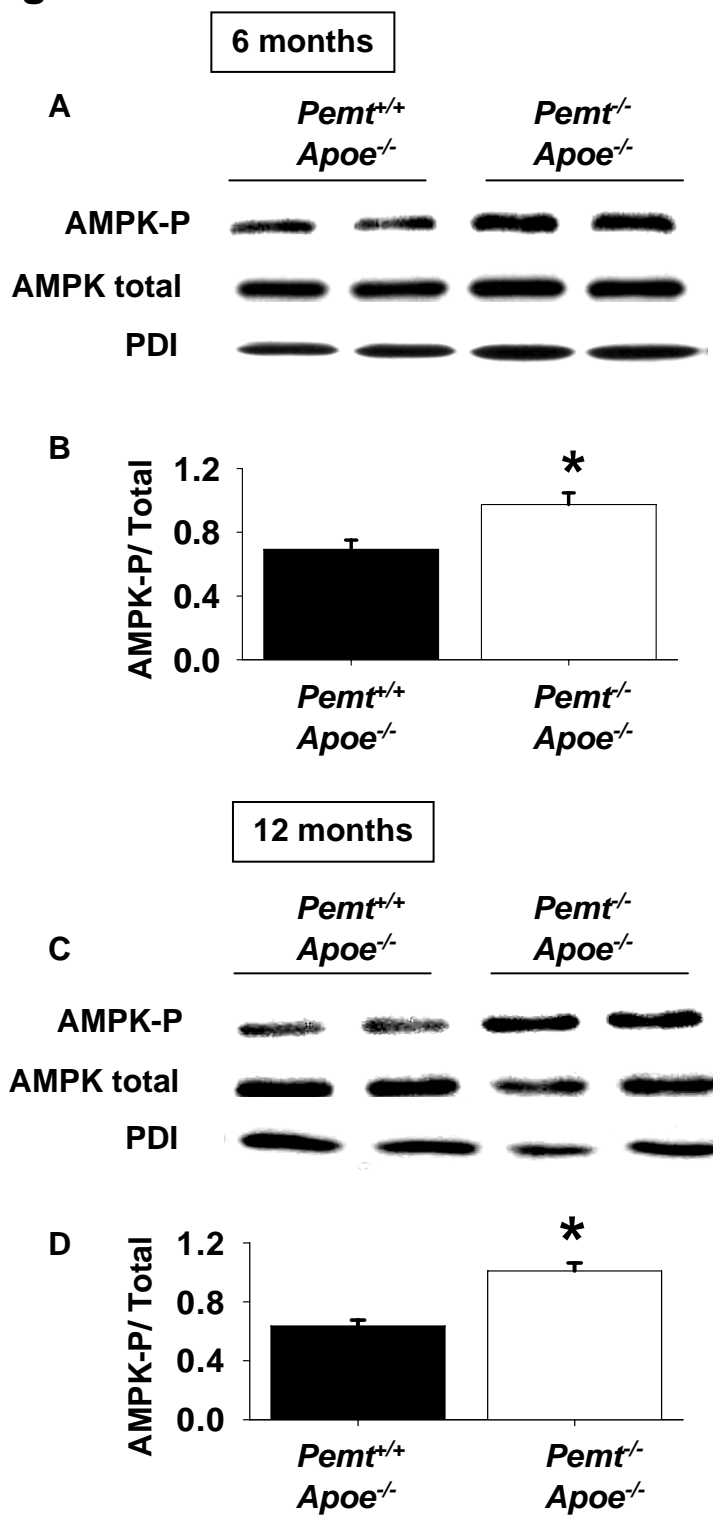 6 months
A
Pemt+/+ Pemt-/-
Apoe-/- Apoe-/-
AMPK-P
AMPK total
PDI
B
AMPK-P/ Total
1.2
0.8
0.4
0.0
*
Pemt+/+ Pemt-/-
Apoe-/- Apoe-/-
12 months
C
Pemt+/+ Pemt-/-
Apoe-/- Apoe-/-
AMPK-P
AMPK total
PDI
D
AMPK-P/ Total
1.2
0.8
0.4
0.0
*
Pemt+/+ Pemt-/-
Apoe-/- Apoe-/-